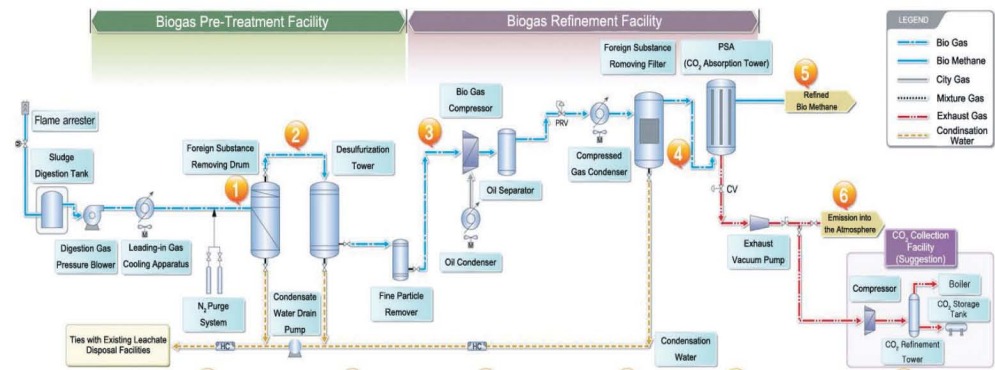 Biogas Pre-Treatment Facility
Biogas Refinement Facility
LEGEND
Bio Gas
Bio Methane
City Gas
Mixture Gas
Exhaust Gas
Condinsation
Water
Flame arrester
Sludge
Digestion Tank
Digestion Gas
Pressure Blower
Leading-in Gas
Cooling Apparatus
M
N2 Purge
System
Foreign Substance
Removing Drum
1
2
Desulfurization
Tower
Condensate
Water Drain
Pump
Fine Particle
Remover
3
Bio Gas
Compressor
Oil Separator
M
Oil Condenser
PRV
M
Compressed
Gas Condenser
Foreign Substance
Romoving Filter
4
PSA
(CO2 Absorption Tower)
5
Refined
Bio Methane
CV
Exhaust
Vacuum Pump
6
Emission into
the Atmosphere
CO2 Collection
Facility
(Suggestion)
Compressor
Boiler
CO2 Storage
Tank
CO2 Refinement
Tower
Ties with Existing Leachate
Disposal Facilities
HC
HC
Condensation
Water